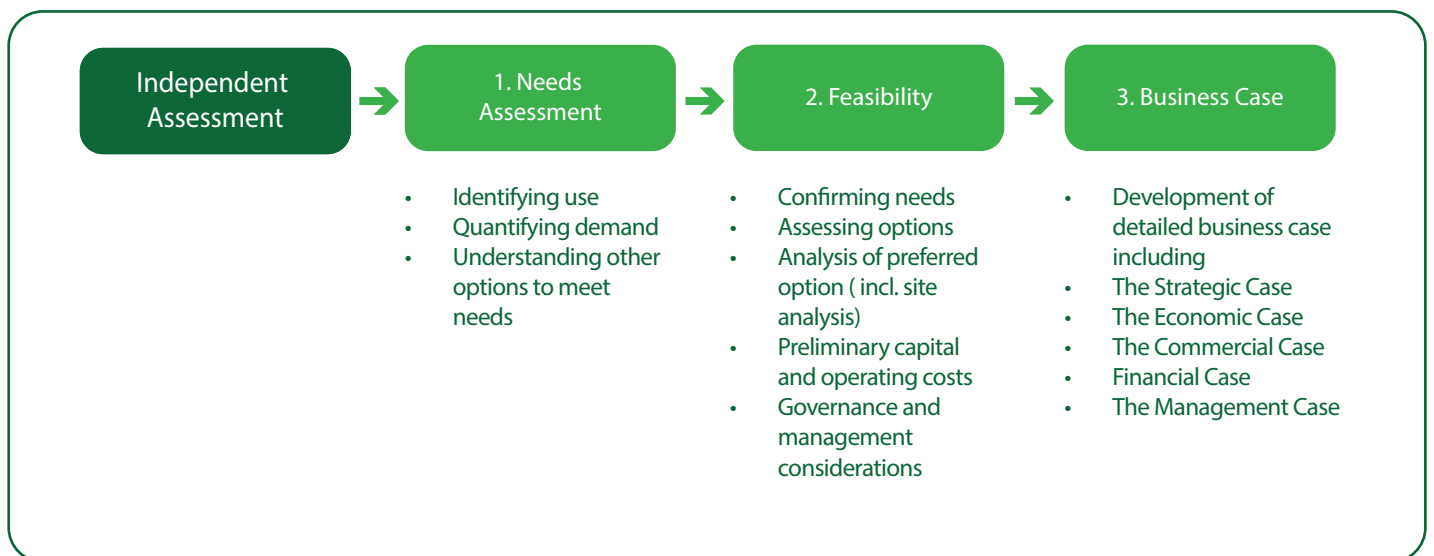 Independent
Assessment
1. Needs
Assessment
2. Feasibility
3. Business Case
• Identifying use
• Quantifying demand
• Understanding other
options to meet
needs
• Confirming needs
• Assessing options
• Analysis of preferred
option ( incl. site
analysis)
• Preliminary capital
and operating costs
• Governance and
management
considerations
• Development of
detailed business case
including
• The Strategic Case
• The Economic Case
• The Commercial Case
• Financial Case
• The Management Case